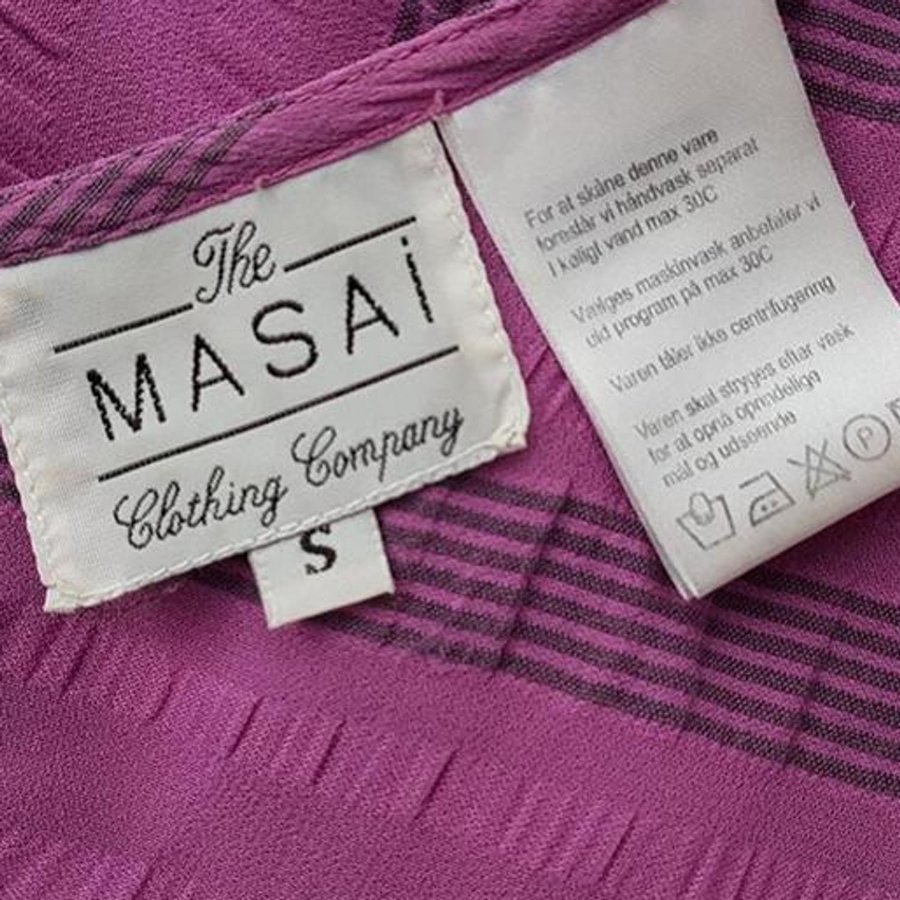 The
MASAi
Clothing Company
S
For at skåne denne vare
foreslår vi håndvask separat
I køligt vand max 30C
Vælges maskinvask anbefaler vi
uld program på max 30C
Varen tåler ikke centrifugering
Varen skal stryges efter vask
for at opnå oprindelige
mål og udseende
P